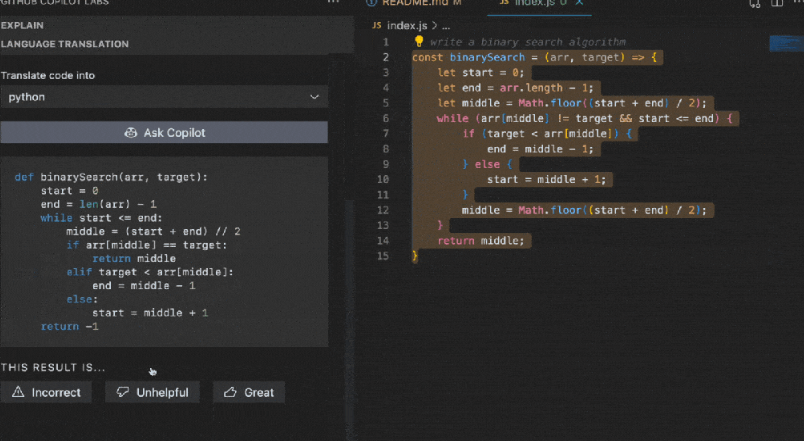 GITHUB COPILOT LABS
EXPLAIN
LANGUAGE TRANSLATION
Translate code into
python
Ask Copilot
def binarySearch(arr, target):
    start = 0
    end = len(arr) - 1
    while start <= end:
        middle = (start + end) // 2
        if arr[middle] == target:
            return middle
        elif target < arr[middle]:
            end = middle - 1
        else:
            start = middle + 1
    return -1
THIS RESULT IS...
Incorrect
Unhelpful
Great
README.md M
JS index.js U
JS index.js > ...
1 write a binary search algorithm
2 const binarySearch = (arr, target) => {
3     let start = 0;
4     let end = arr.length - 1;
5     let middle = Math.floor((start + end) / 2);
6     while (arr[middle] != target && start <= end) {
7         if (target < arr[middle]) {
8             end = middle - 1;
9         } else {
10             start = middle + 1;
11         }
12         middle = Math.floor((start + end) / 2);
13     }
14     return middle;
15 }